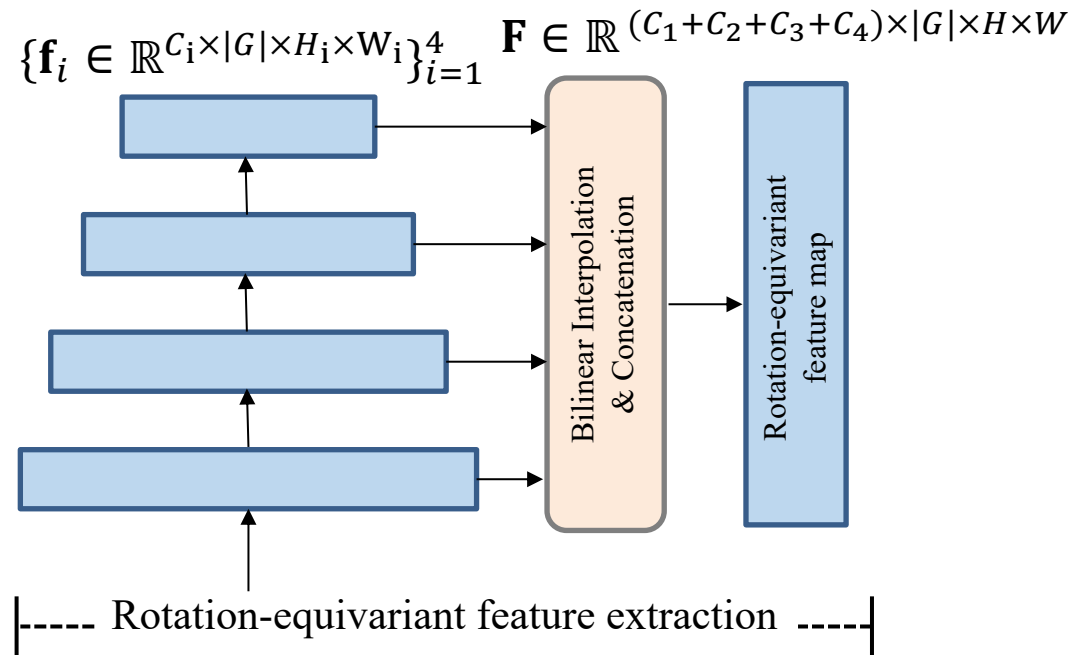 {𝐟ᵢ ∈ ℝ^{C_i×|G|×H_i×W_i}}_{i=1}^{4}
𝐅 ∈ ℝ^{(C_1+C_2+C_3+C_4)×|G|×H×W}
Bilinear Interpolation
& Concatenation
Rotation-equivariant
feature map
Rotation-equivariant feature extraction